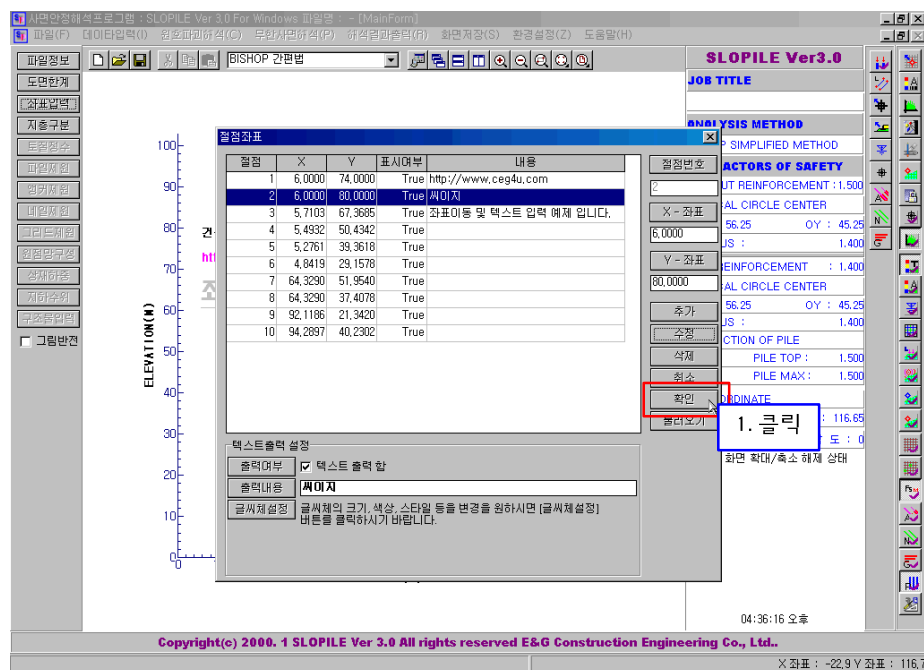 사면안정해석프로그램 : SLOPILE Ver 3.0 For Windows 파일명 : - [MainForm]
파일(F) 데이타입력(I) 원호파괴해석(C) 무한사면해석(P) 해석결과출력(R) 화면저장(S) 환경설정(Z) 도움말(H)
파일정보
BISHOP 간편법
SLOPILE Ver3.0
도면한계
JOB TITLE
좌표입력
지층구분
ANALYSIS METHOD
토질정수
P SIMPLIFIED METHOD
파일제원
ACTORS OF SAFETY
앵커제원
UT REINFORCEMENT : 1.500
네일제원
AL CIRCLE CENTER
그리드제원
56.25 OY : 45.25
원점망구성
US : 1.400
상재하중
EINFORCEMENT : 1.400
지하수위
AL CIRCLE CENTER
구조물입력
56.25 OY : 45.25
그림반전
US : 1.400
CTION OF PILE
PILE TOP : 1.500
PILE MAX : 1.500
ORDINATE
: 116.65
도 : 0
화면 확대/축소 해제 상태
04:36:16 오후
ELEVATION(M)
100
90
80
70
60
50
40
30
20
10
0
0
건
htt
좌
절점좌표
절점 X Y 표시여부 내용
1 6,0000 74,0000 True http://www.ceg4u.com
2 6,0000 80,0000 True 씨이지
3 5,7103 67,3685 True 좌표이동 및 텍스트 입력 예제 입니다.
4 5,4932 50,4342 True
5 5,2761 39,3618 True
6 4,8419 29,1578 True
7 64,3290 51,9540 True
8 64,3290 37,4078 True
9 92,1186 21,3420 True
10 94,2897 40,2302 True
절점번호
2
X - 좌표
6,0000
Y - 좌표
80,0000
추가
수정
삭제
취소
확인
불러오기
1. 클릭
텍스트출력 설정
출력여부 텍스트 출력 함
출력내용 씨이지
글씨체설정 글씨체의 크기, 색상, 스타일 등을 변경을 원하시면 [글씨체설정]
버튼를 클릭하시기 바랍니다.
Copyright(c) 2000. 1 SLOPILE Ver 3.0 All rights reserved E&G Construction Engineering Co., Ltd..
X 좌표 : -22,9 Y 좌표 : 116,7